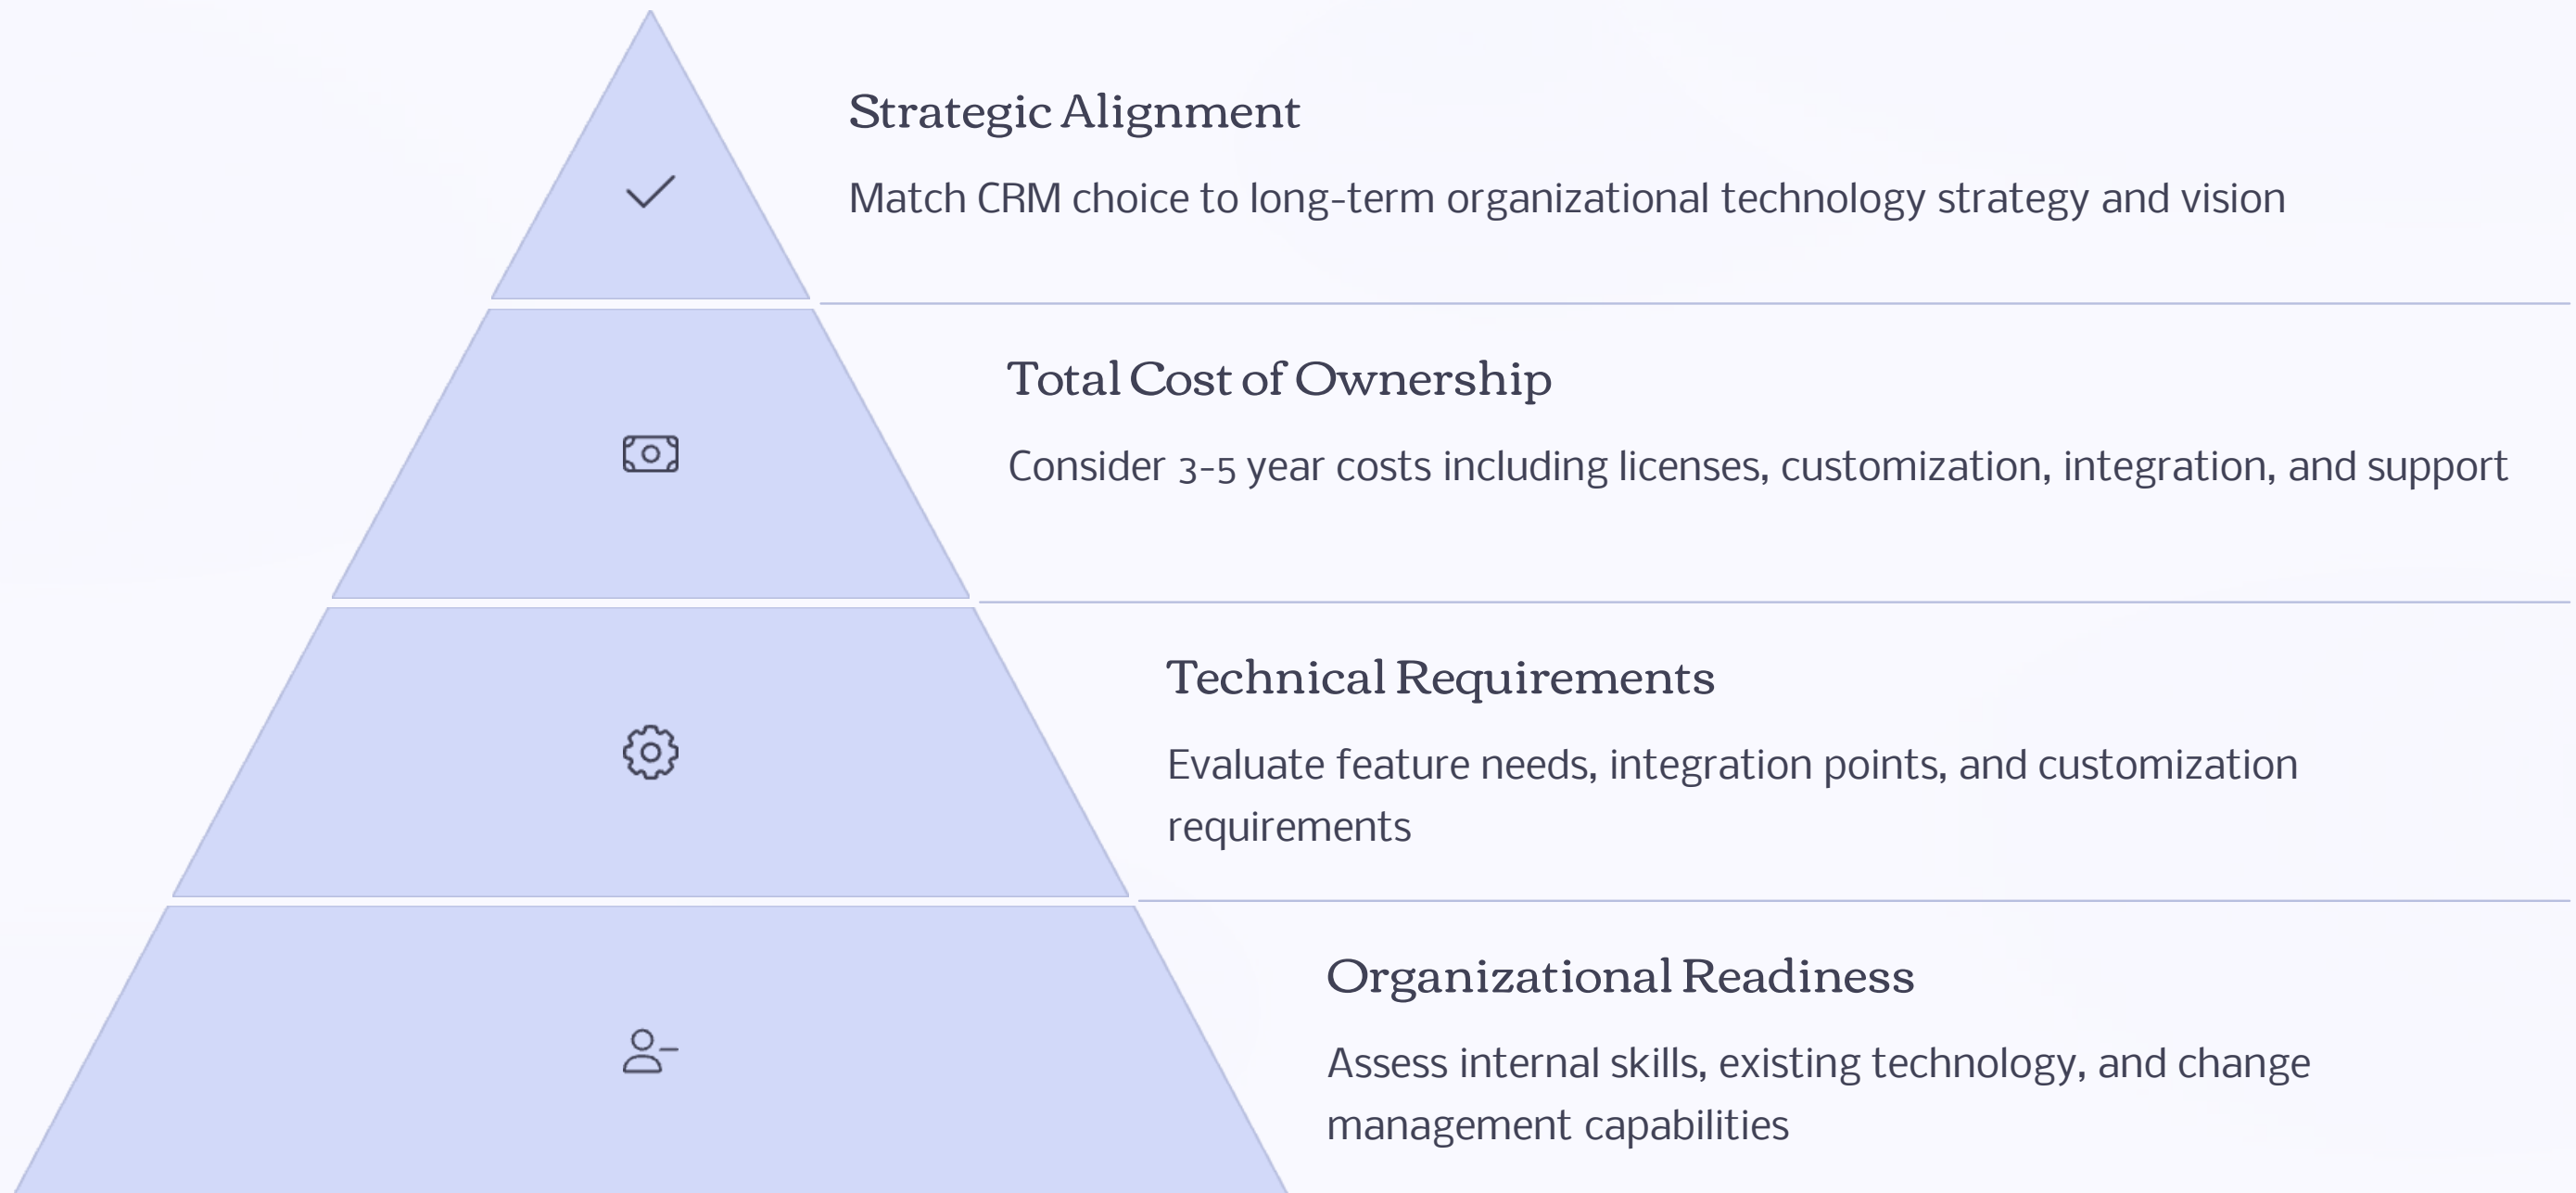 Strategic Alignment
Match CRM choice to long-term organizational technology strategy and vision
Total Cost of Ownership
Consider 3-5 year costs including licenses, customization, integration, and support
Technical Requirements
Evaluate feature needs, integration points, and customization
requirements
Organizational Readiness
Assess internal skills, existing technology, and change
management capabilities